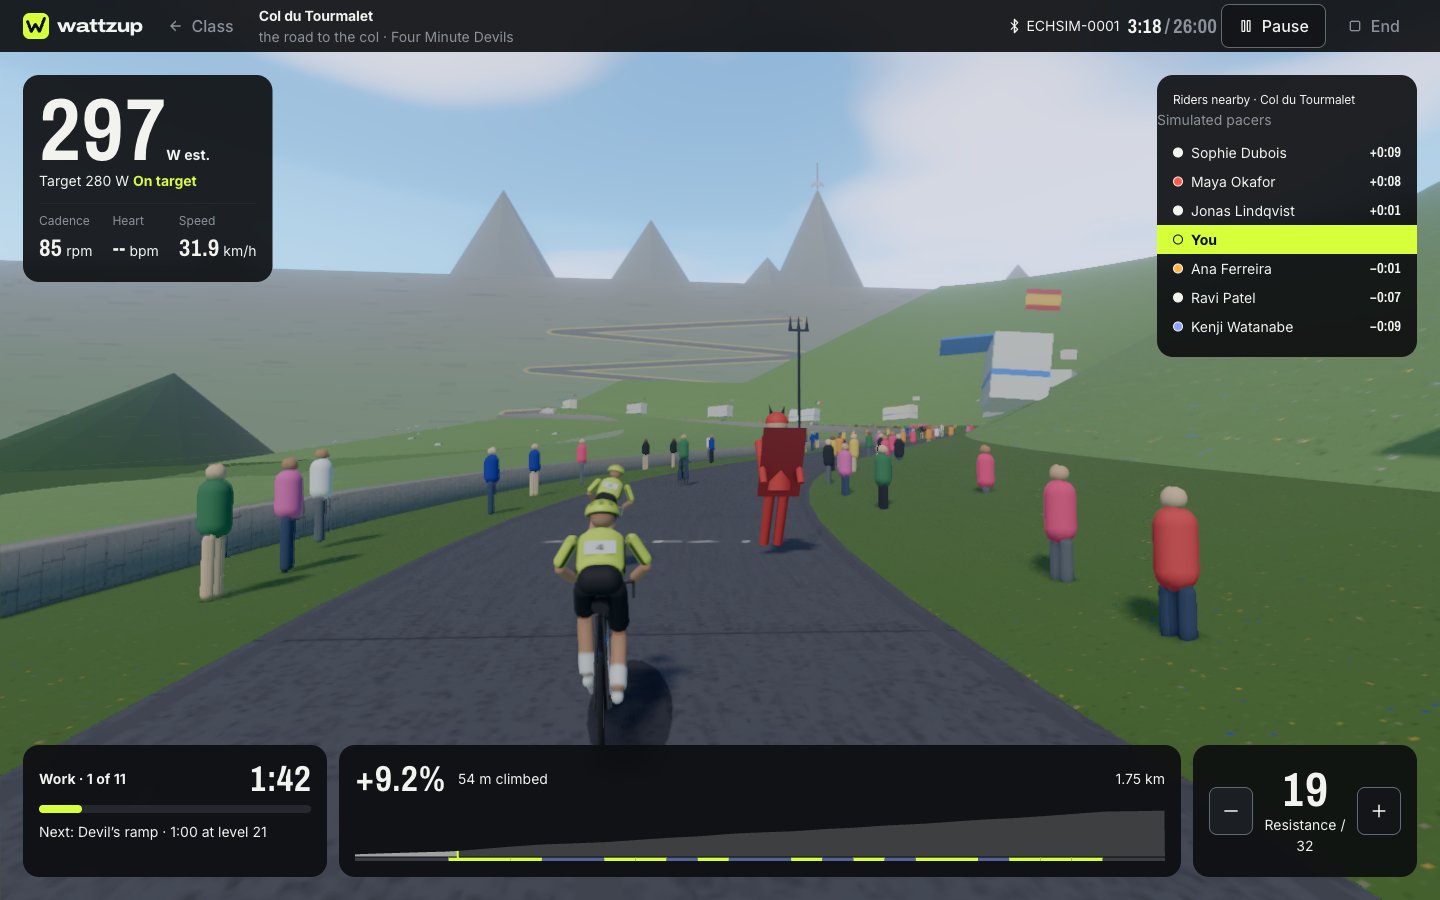 wattzup
Class
Col du Tourmalet
the road to the col · Four Minute Devils
ECHSIM-0001
3:18 / 26:00
Pause
End
297 W est.
Target 280 W On target
Cadence Heart Speed
85 rpm -- bpm 31.9 km/h
Riders nearby · Col du Tourmalet
Simulated pacers
Sophie Dubois +0:09
Maya Okafor +0:08
Jonas Lindqvist +0:01
You
Ana Ferreira −0:01
Ravi Patel −0:07
Kenji Watanabe −0:09
4
Work · 1 of 11 1:42
Next: Devil’s ramp · 1:00 at level 21
+9.2% 54 m climbed 1.75 km
19
Resistance /
32